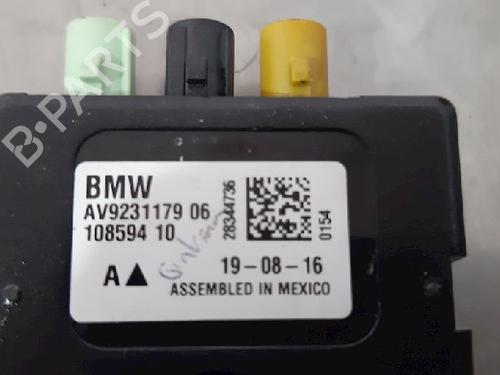 B-PARTS
BMW
AV9231179 06
108594 10
28344736
0154
A
19-08-16
ASSEMBLED IN MEXICO